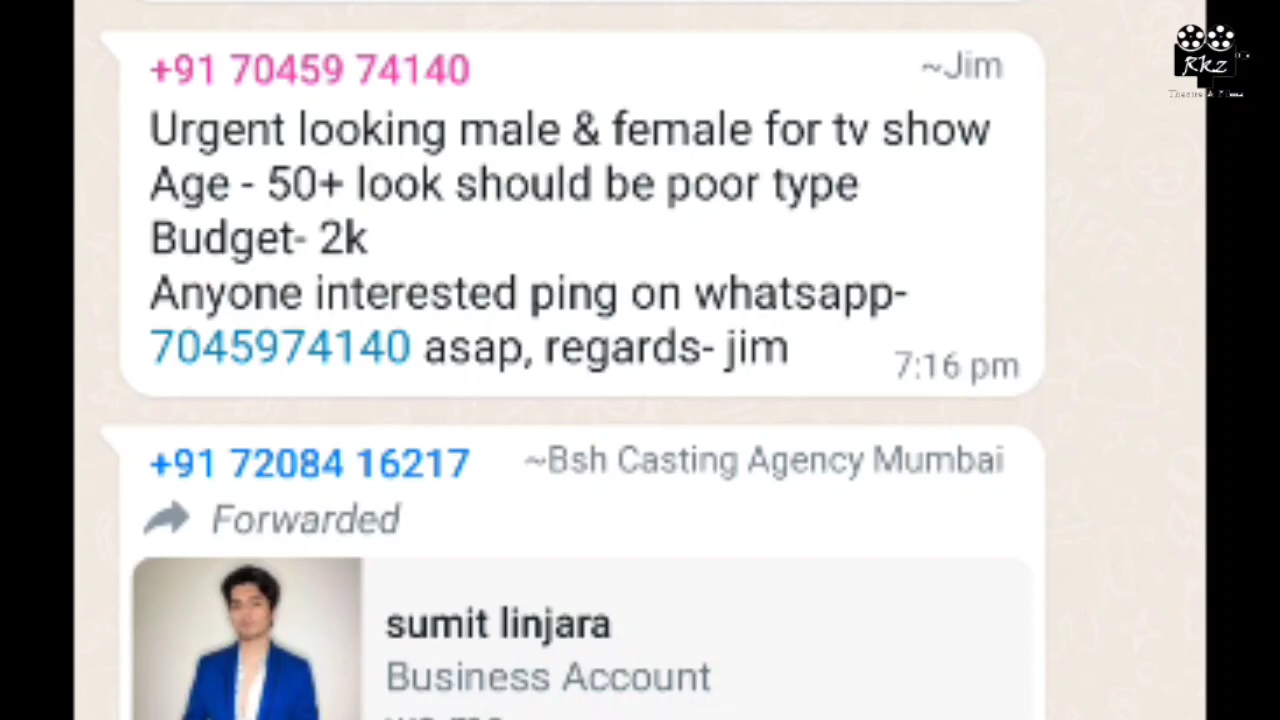 +91 70459 74140 ~Jim
Urgent looking male & female for tv show
Age - 50+ look should be poor type
Budget- 2k
Anyone interested ping on whatsapp-
7045974140 asap, regards- jim
7:16 pm
+91 72084 16217 ~Bsh Casting Agency Mumbai
Forwarded
sumit linjara
Business Account
Rkz